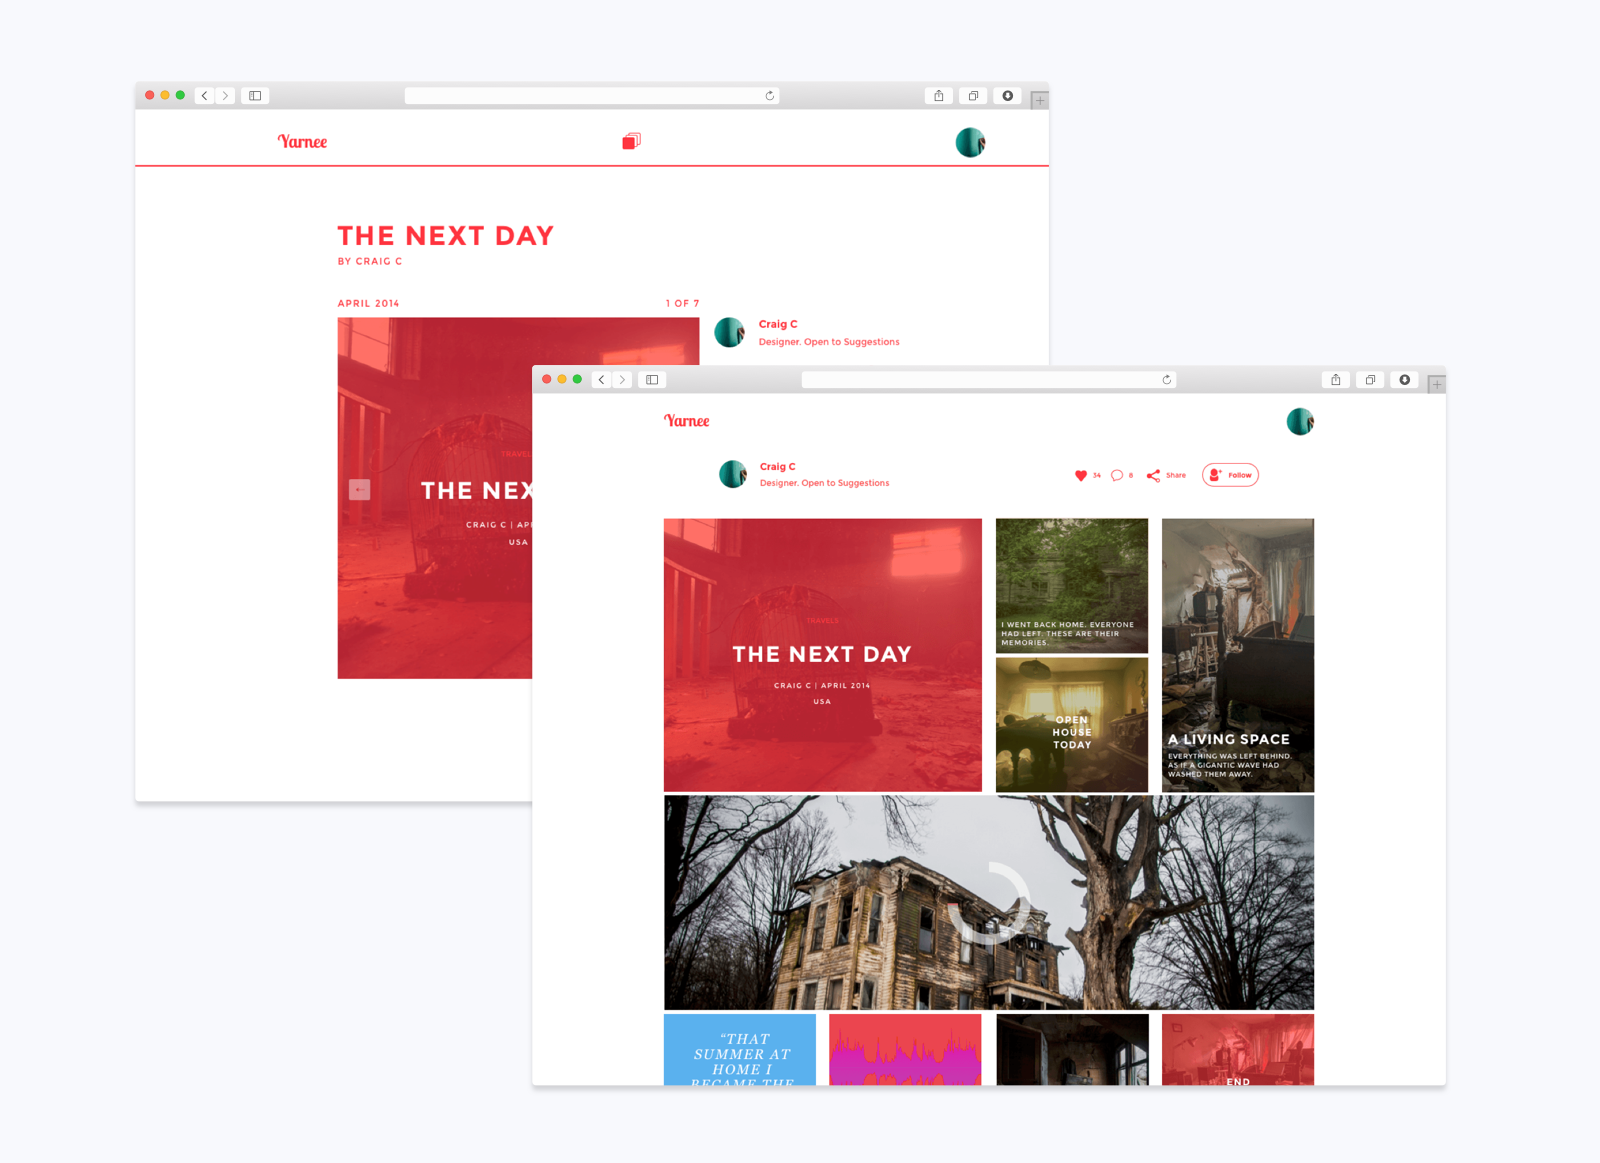 Yarnee
THE NEXT DAY
BY CRAIG C
APRIL 2014
1 OF 7
Craig C
Designer. Open to Suggestions
TRAVEL
THE NEX
CRAIG C | AP
USA
Yarnee
Craig C
Designer. Open to Suggestions
34
8
Share
Follow
TRAVELS
THE NEXT DAY
CRAIG C | APRIL 2014
USA
I WENT BACK HOME. EVERYONE
HAD LEFT. THESE ARE THEIR
MEMORIES.
OPEN
HOUSE
TODAY
A LIVING SPACE
EVERYTHING WAS LEFT BEHIND.
AS IF A GIGANTIC WAVE HAD
WASHED THEM AWAY.
“THAT
SUMMER AT
HOME I
BECAME THE
END